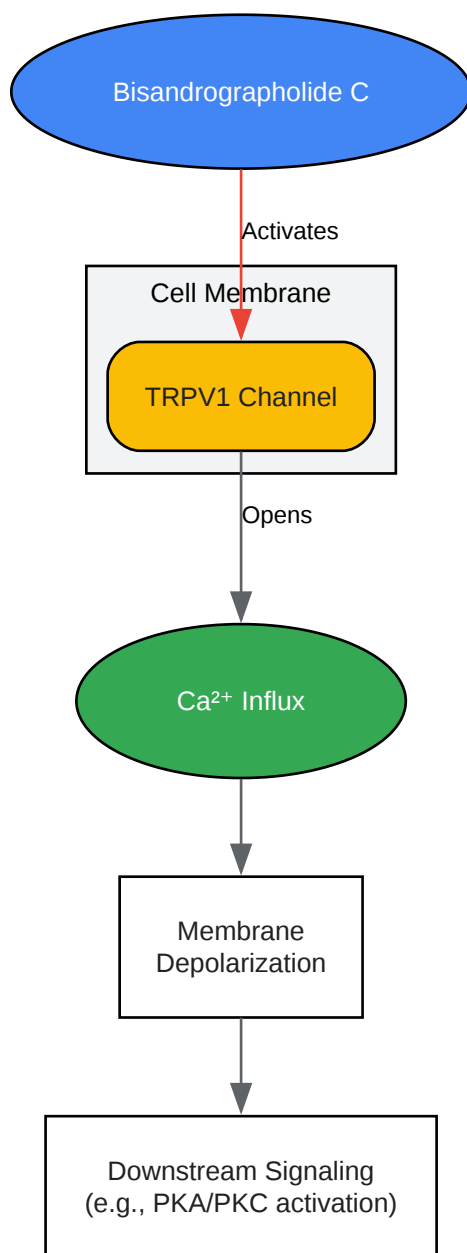 Bisandrographolide C
Activates
Cell Membrane
TRPV1 Channel
Opens
Ca²⁺ Influx
Membrane
Depolarization
Downstream Signaling
(e.g., PKA/PKC activation)